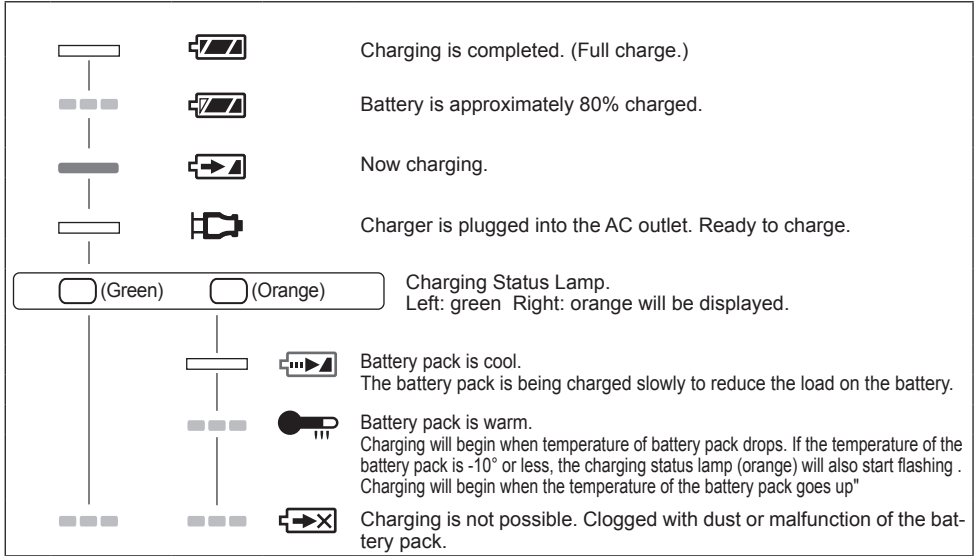 Charging is completed. (Full charge.)
Battery is approximately 80% charged.
Now charging.
Charger is plugged into the AC outlet. Ready to charge.
(Green) (Orange)
Charging Status Lamp.
Left: green Right: orange will be displayed.
Battery pack is cool.
The battery pack is being charged slowly to reduce the load on the battery.
Battery pack is warm.
Charging will begin when temperature of battery pack drops. If the temperature of the
battery pack is -10° or less, the charging status lamp (orange) will also start flashing .
Charging will begin when the temperature of the battery pack goes up"
Charging is not possible. Clogged with dust or malfunction of the bat-
tery pack.